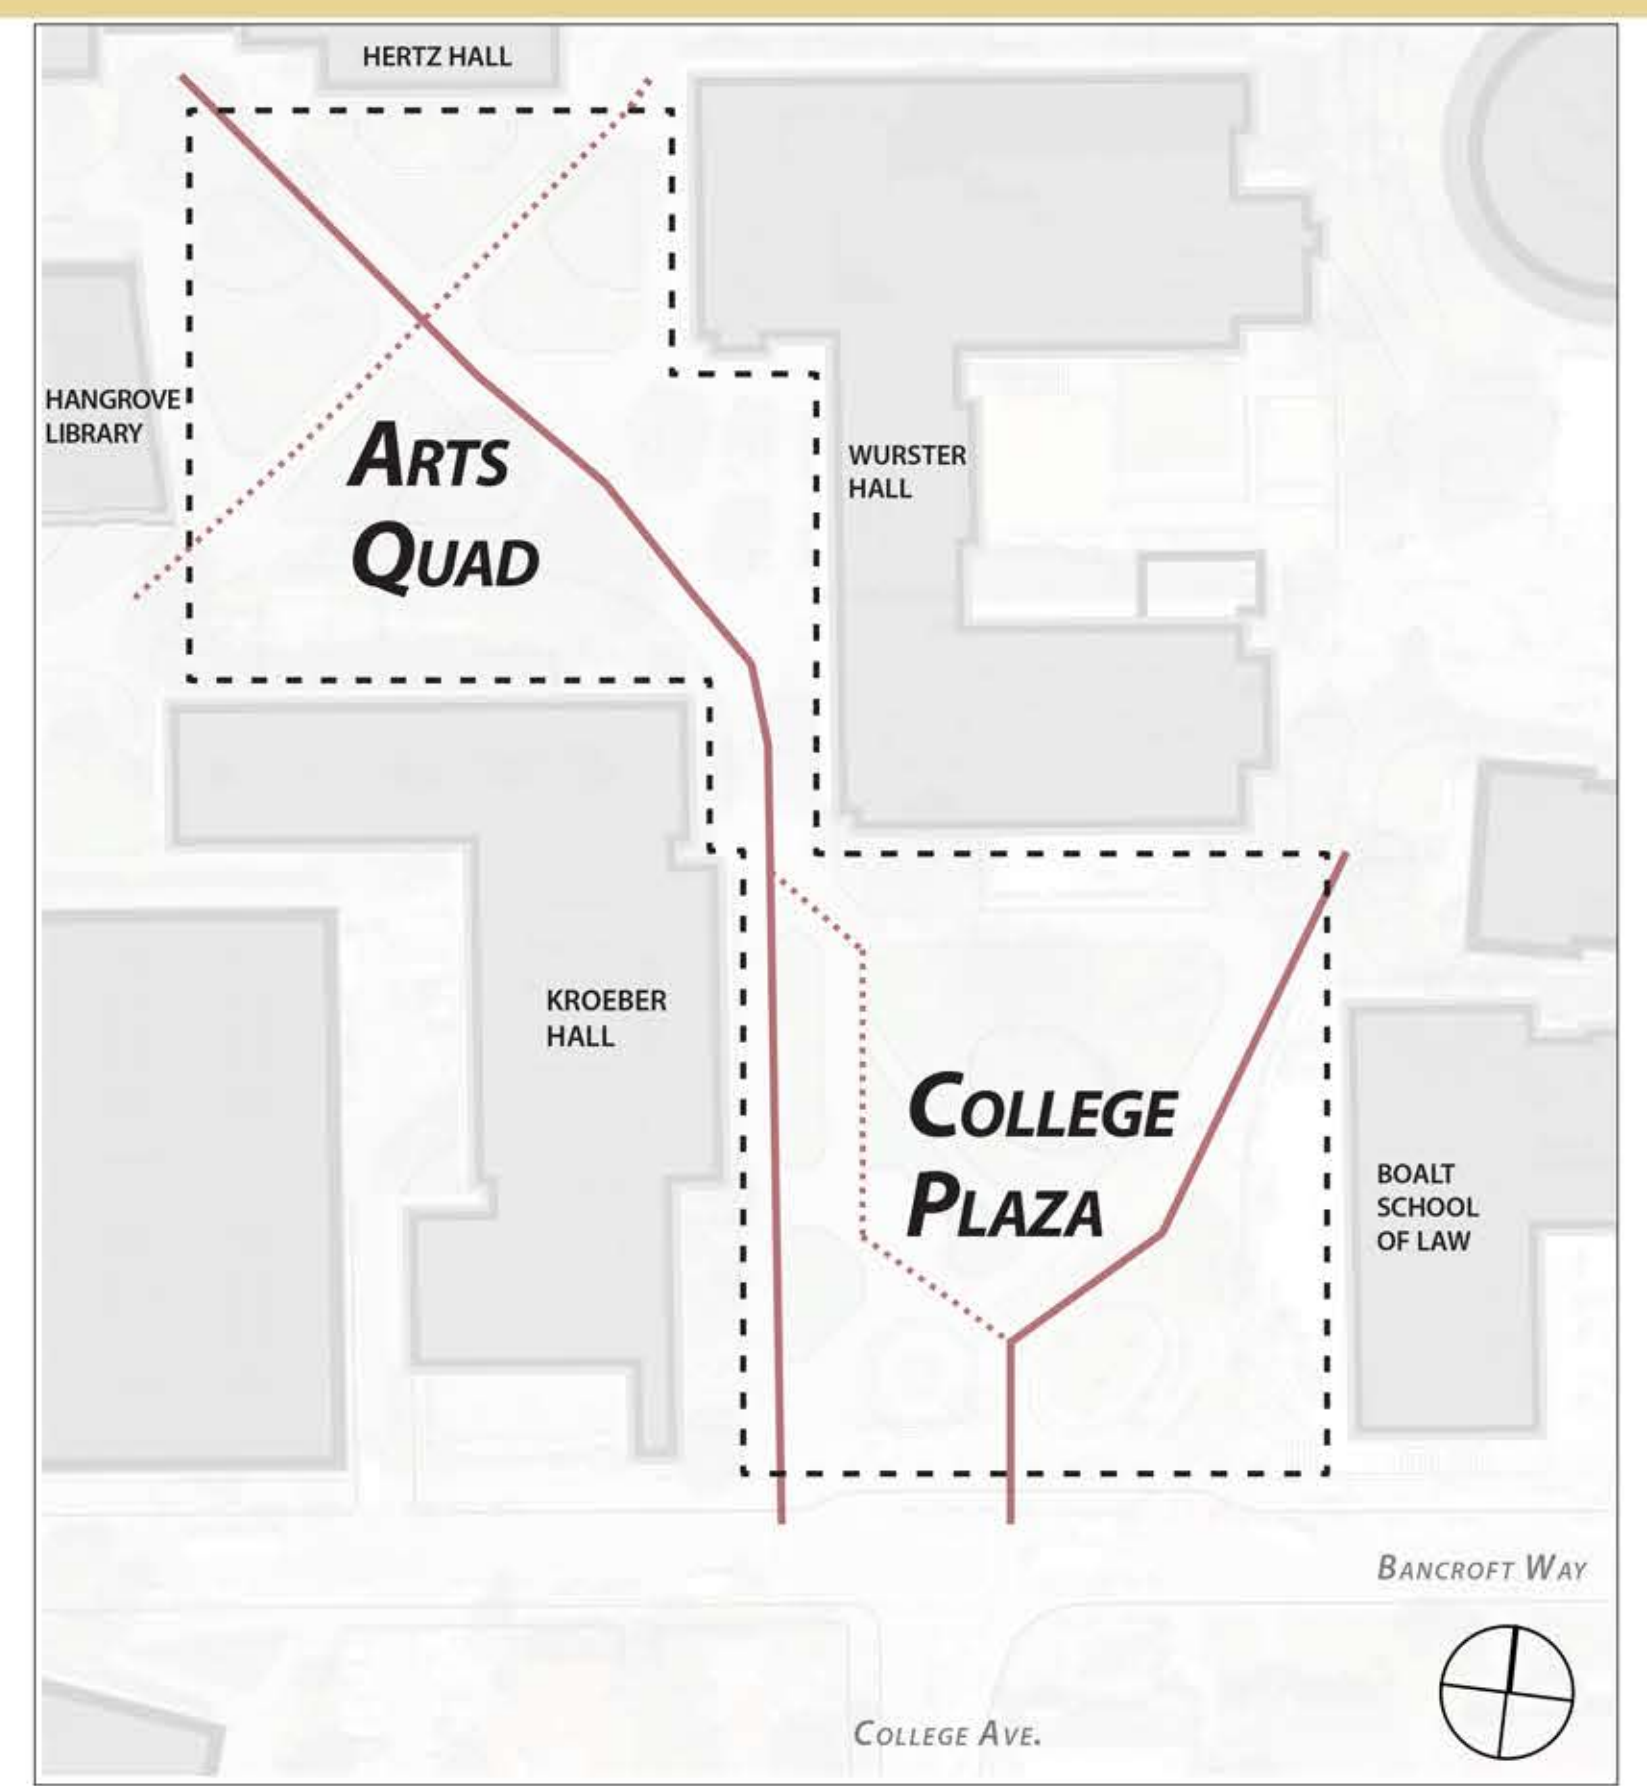 HERTZ HALL
HANGROVE
LIBRARY
ARTS
QUAD
WURSTER
HALL
KROEBER
HALL
COLLEGE
PLAZA
BOALT
SCHOOL
OF LAW
BANCROFT WAY
COLLEGE AVE.